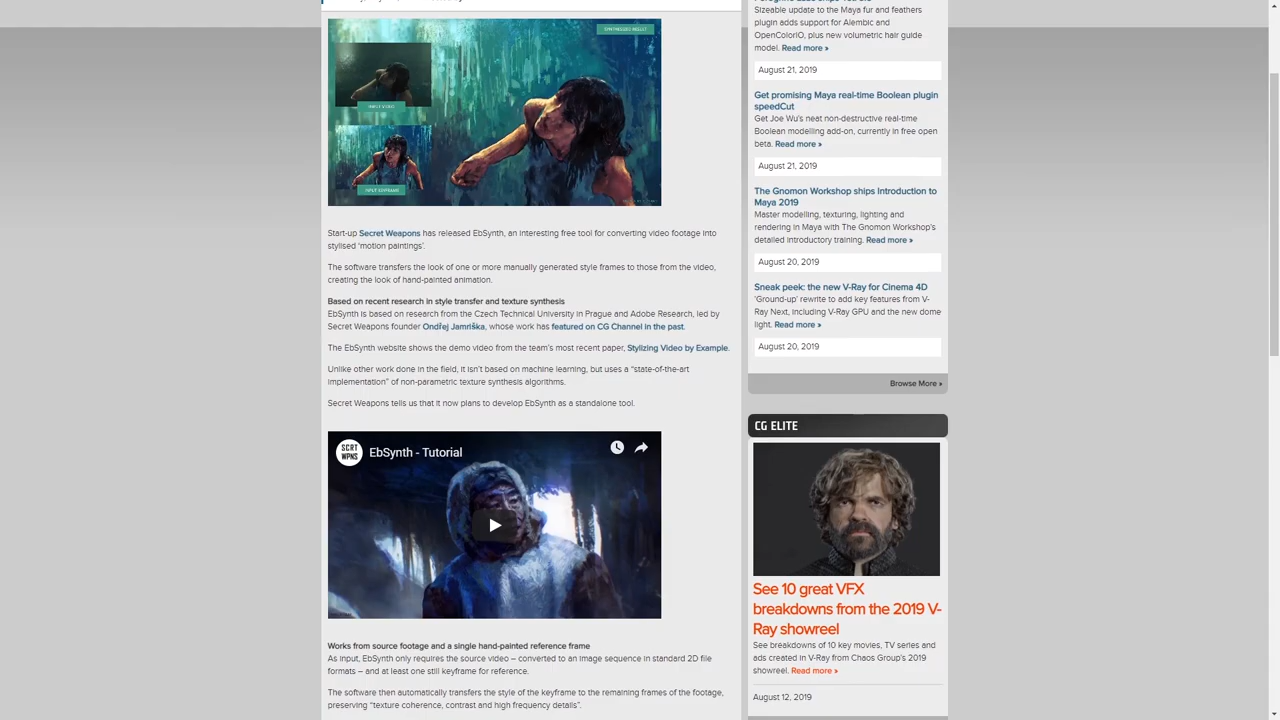 SYNTHESIZED RESULT
INPUT VIDEO
INPUT KEYFRAME
Start-up Secret Weapons has released EbSynth, an interesting free tool for converting video footage into
stylised ‘motion paintings’.
The software transfers the look of one or more manually generated style frames to those from the video,
creating the look of hand-painted animation.
Based on recent research in style transfer and texture synthesis
EbSynth is based on research from the Czech Technical University in Prague and Adobe Research, led by
Secret Weapons founder Ondřej Jamriška, whose work has featured on CG Channel in the past.
The EbSynth website shows the demo video from the team’s most recent paper, Stylizing Video by Example.
Unlike other work done in the field, it isn’t based on machine learning, but uses a “state-of-the-art
implementation” of non-parametric texture synthesis algorithms.
Secret Weapons tells us that it now plans to develop EbSynth as a standalone tool.
SCRT
WPNS
EbSynth - Tutorial
Works from source footage and a single hand-painted reference frame
As input, EbSynth only requires the source video – converted to an image sequence in standard 2D file
formats – and at least one still keyframe for reference.
The software then automatically transfers the style of the keyframe to the remaining frames of the footage,
preserving “texture coherence, contrast and high frequency details”.
Sizeable update to the Maya fur and feathers
plugin adds support for Alembic and
OpenColorIO, plus new volumetric hair guide
model. Read more »
August 21, 2019
Get promising Maya real-time Boolean plugin
speedCut
Get Joe Wu’s neat non-destructive real-time
Boolean modelling add-on, currently in free open
beta. Read more »
August 21, 2019
The Gnomon Workshop ships Introduction to
Maya 2019
Master modelling, texturing, lighting and
rendering in Maya with The Gnomon Workshop’s
detailed introductory training. Read more »
August 20, 2019
Sneak peek: the new V-Ray for Cinema 4D
‘Ground-up’ rewrite to add key features from V-
Ray Next, including V-Ray GPU and the new dome
light. Read more »
August 20, 2019
Browse More »
CG ELITE
See 10 great VFX
breakdowns from the 2019 V-
Ray showreel
See breakdowns of 10 key movies, TV series and
ads created in V-Ray from Chaos Group’s 2019
showreel. Read more »
August 12, 2019